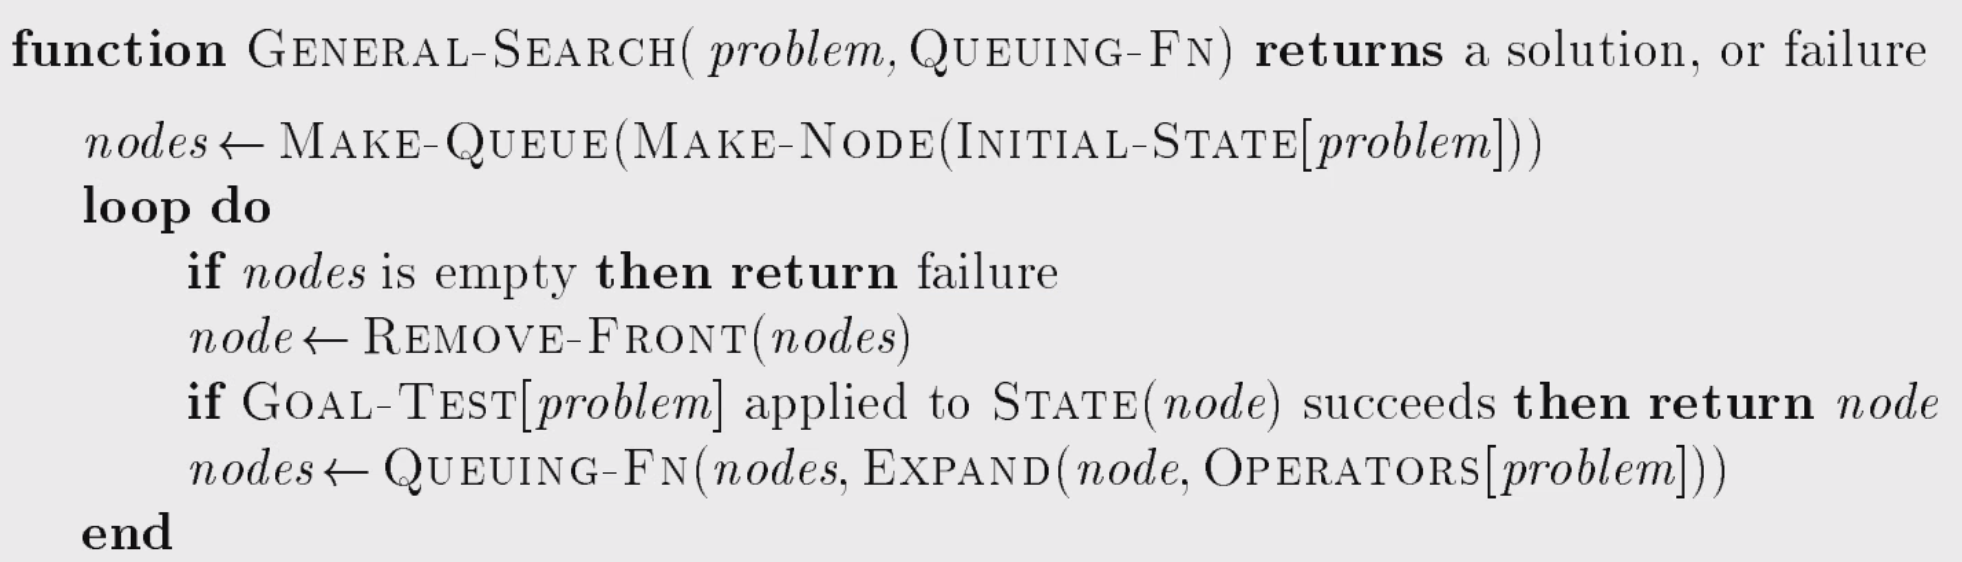 function GENERAL-SEARCH( problem, QUEUING-FN) returns a solution, or failure
nodes ← MAKE-QUEUE(MAKE-NODE(INITIAL-STATE[problem]))
loop do
if nodes is empty then return failure
node ← REMOVE-FRONT(nodes)
if GOAL-TEST[problem] applied to STATE(node) succeeds then return node
nodes ← QUEUING-FN(nodes, EXPAND(node, OPERATORS[problem]))
end